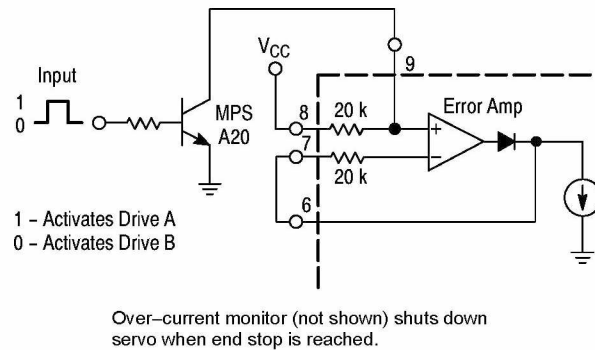 Input
1
0
MPS
A20
VCC
9
8
20 k
Error Amp
+
7
−
20 k
6
1 – Activates Drive A
0 – Activates Drive B
Over–current monitor (not shown) shuts down
servo when end stop is reached.